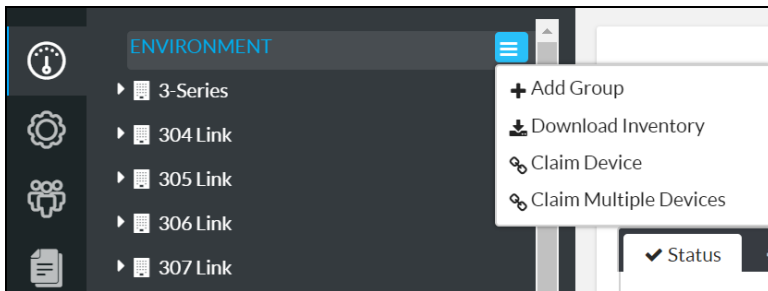 ENVIRONMENT
3-Series
304 Link
305 Link
306 Link
307 Link
Add Group
Download Inventory
Claim Device
Claim Multiple Devices
Status